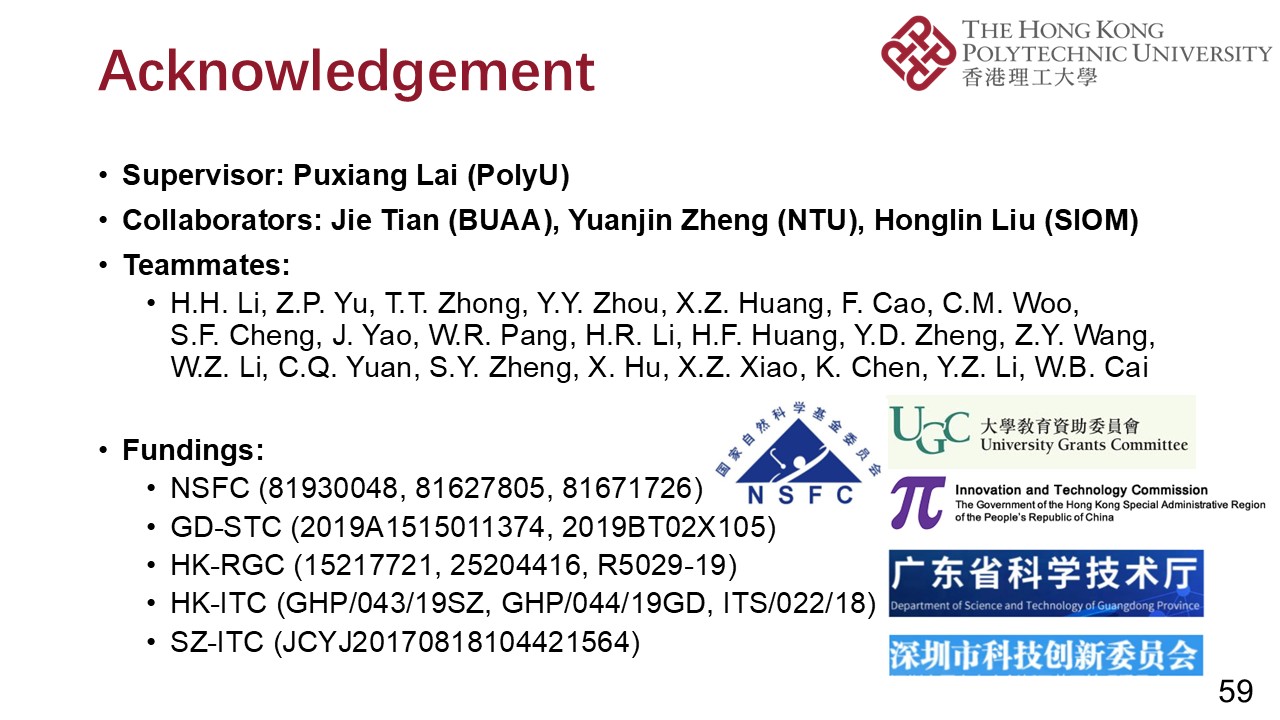 Acknowledgement
THE HONG KONG
POLYTECHNIC UNIVERSITY
香港理工大學
• Supervisor: Puxiang Lai (PolyU)
• Collaborators: Jie Tian (BUAA), Yuanjin Zheng (NTU), Honglin Liu (SIOM)
• Teammates:
• H.H. Li, Z.P. Yu, T.T. Zhong, Y.Y. Zhou, X.Z. Huang, F. Cao, C.M. Woo,
S.F. Cheng, J. Yao, W.R. Pang, H.R. Li, H.F. Huang, Y.D. Zheng, Z.Y. Wang,
W.Z. Li, C.Q. Yuan, S.Y. Zheng, X. Hu, X.Z. Xiao, K. Chen, Y.Z. Li, W.B. Cai
• Fundings:
• NSFC (81930048, 81627805, 81671726)
• GD-STC (2019A1515011374, 2019BT02X105)
• HK-RGC (15217721, 25204416, R5029-19)
• HK-ITC (GHP/043/19SZ, GHP/044/19GD, ITS/022/18)
• SZ-ITC (JCYJ20170818104421564)
国家自然科学基金委员会
NSFC
UGC
大學教育資助委員會
University Grants Committee
Innovation and Technology Commission
The Government of the Hong Kong Special Administrative Region
of the People's Republic of China
广东省科学技术厅
Department of Science and Technology of Guangdong Province
深圳市科技创新委员会
59